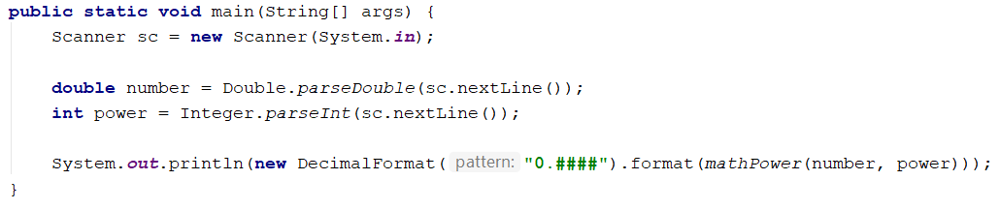 public static void main(String[] args) {
    Scanner sc = new Scanner(System.in);
    double number = Double.parseDouble(sc.nextLine());
    int power = Integer.parseInt(sc.nextLine());
    System.out.println(new DecimalFormat( pattern: "0.####").format(mathPower(number, power)));
}